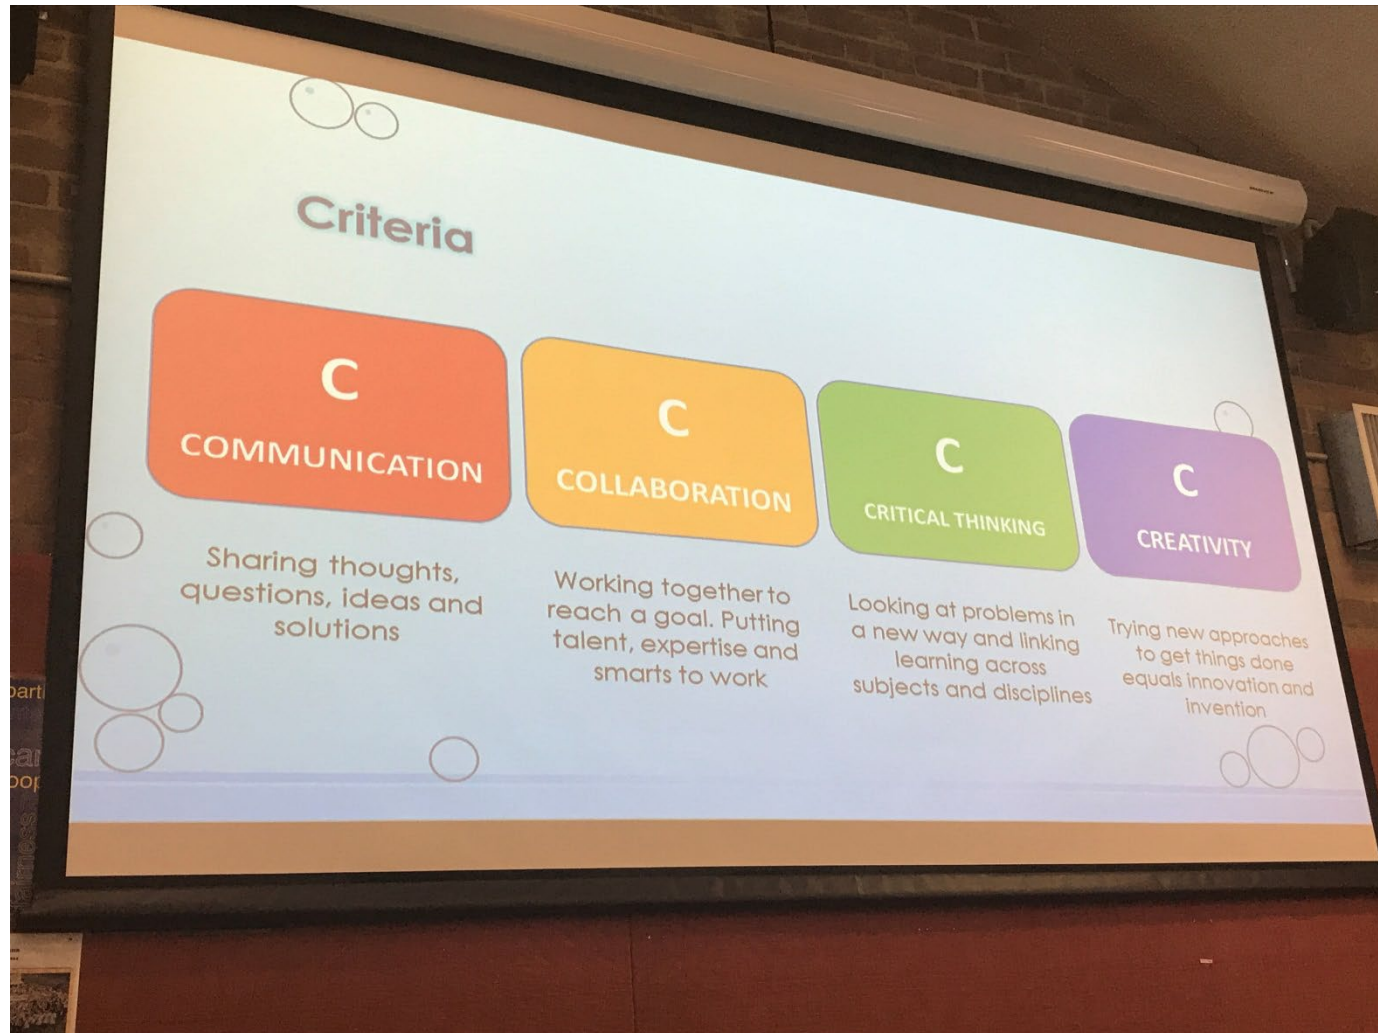 Criteria
C
COMMUNICATION
Sharing thoughts,
questions, ideas and
solutions
C
COLLABORATION
Working together to
reach a goal. Putting
talent, expertise and
smarts to work
C
CRITICAL THINKING
Looking at problems in
a new way and linking
learning across
subjects and disciplines
C
CREATIVITY
Trying new approaches
to get things done
equals innovation and
invention